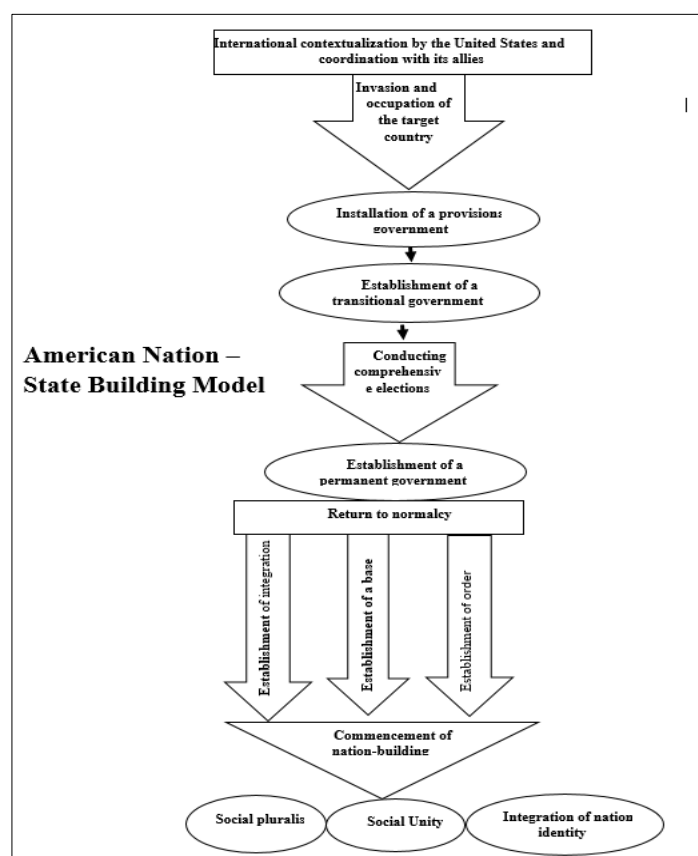 International contextualization by the United States and
coordination with its allies
Invasion and
occupation of
the target
country
Installation of a provisiona
government
Establishment of a
transitional government
American Nation –
State Building Model
Conducting
comprehensiv
e elections
Establishment of a
permanent government
Return to normalcy
Establishment of integration
Establishment of a base
Establishment of order
Commencement of
nation-building
Social pluralis
Social Unity
Integration of nation
identity